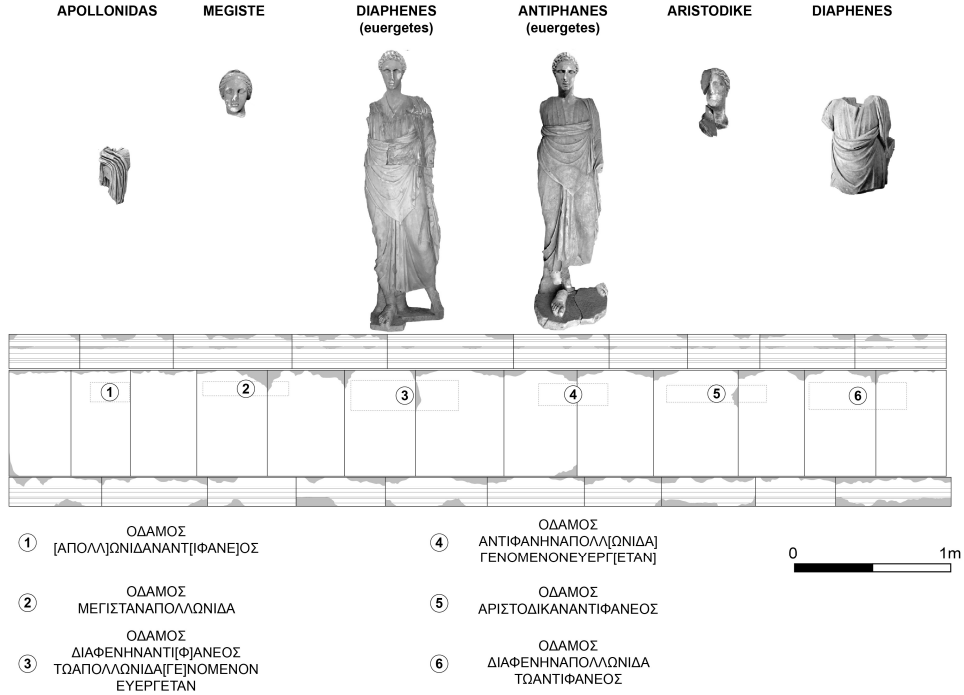 APOLLONIDAS MEGISTE DIAPHENES ANTIPHANES ARISTODIKE DIAPHENES
(euergetes) (euergetes)
1 2 3 4 5 6
1
ΟΔΑΜΟΣ
[ΑΠΟΛΛ]ΩΝΙΔΑΝΑΝΤ[ΙΦΑΝΕ]ΟΣ
2
ΟΔΑΜΟΣ
ΜΕΓΙΣΤΑΝΑΠΟΛΛΩΝΙΔΑ
3
ΟΔΑΜΟΣ
ΔΙΑΦΕΝΗΝΑΝΤΙ[Φ]ΑΝΕΟΣ
ΤΩΑΠΟΛΛΩΝΙΔΑ[ΓΕ]ΝΟΜΕΝΟΝ
ΕΥΕΡΓΕΤΑΝ
4
ΟΔΑΜΟΣ
ΑΝΤΙΦΑΝΗΝΑΠΟΛΛ[ΩΝΙΔΑ]
ΓΕΝΟΜΕΝΟΝΕΥΕΡΓ[ΕΤΑΝ]
5
ΟΔΑΜΟΣ
ΑΡΙΣΤΟΔΙΚΑΝΑΝΤΙΦΑΝΕΟΣ
6
ΟΔΑΜΟΣ
ΔΙΑΦΕΝΗΝΑΠΟΛΛΩΝΙΔΑ
ΤΩΑΝΤΙΦΑΝΕΟΣ
0 1m